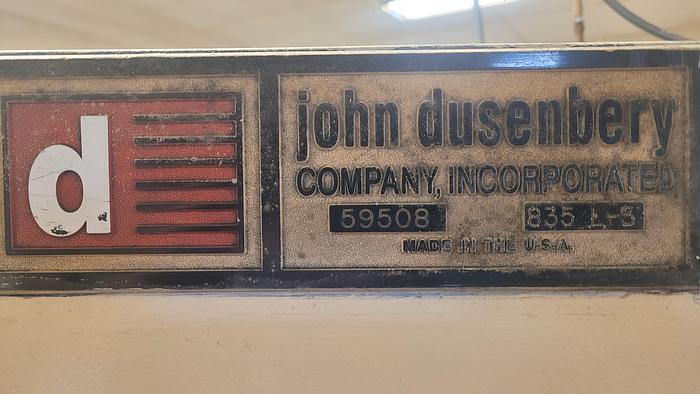 d
john dusenbery
COMPANY, INCORPORATED
59508 835 L-S
MADE IN THE U.S.A.